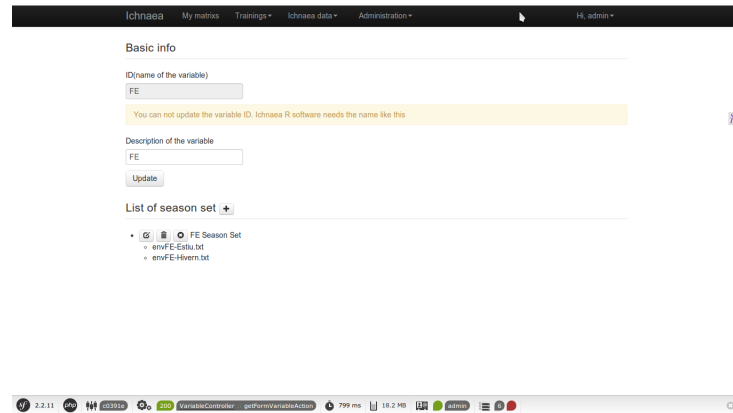 Ichnaea My matrixs Trainings Ichnaea data Administration Hi, admin
Basic info
ID(name of the variable)
FE
You can not update the variable ID. Ichnaea R software needs the name like this
Description of the variable
FE
Update
List of season set +
FE Season Set
envFE-Estiu.txt
envFE-Hivern.txt
sf 2.2.11 php c0391e 200 VariableController getFormVariableAction 799 ms 18.2 MB admin 6